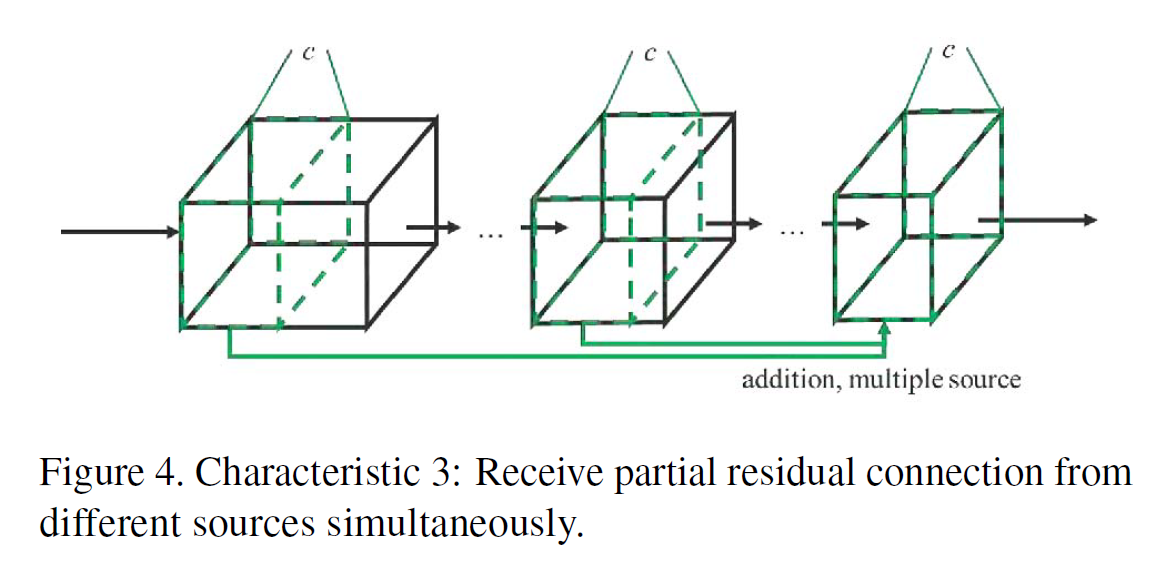 c c c
... ...
addition, multiple source
Figure 4. Characteristic 3: Receive partial residual connection from
different sources simultaneously.